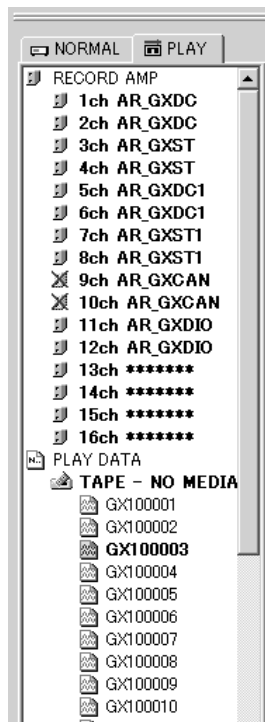 NORMAL PLAY
RECORD AMP
1ch AR_GXDC
2ch AR_GXDC
3ch AR_GXST
4ch AR_GXST
5ch AR_GXDC1
6ch AR_GXDC1
7ch AR_GXST1
8ch AR_GXST1
9ch AR_GXCAN
10ch AR_GXCAN
11ch AR_GXDIO
12ch AR_GXDIO
13ch *******
14ch *******
15ch *******
16ch *******
PLAY DATA
TAPE - NO MEDIA
GX100001
GX100002
GX100003
GX100004
GX100005
GX100006
GX100007
GX100008
GX100009
GX100010